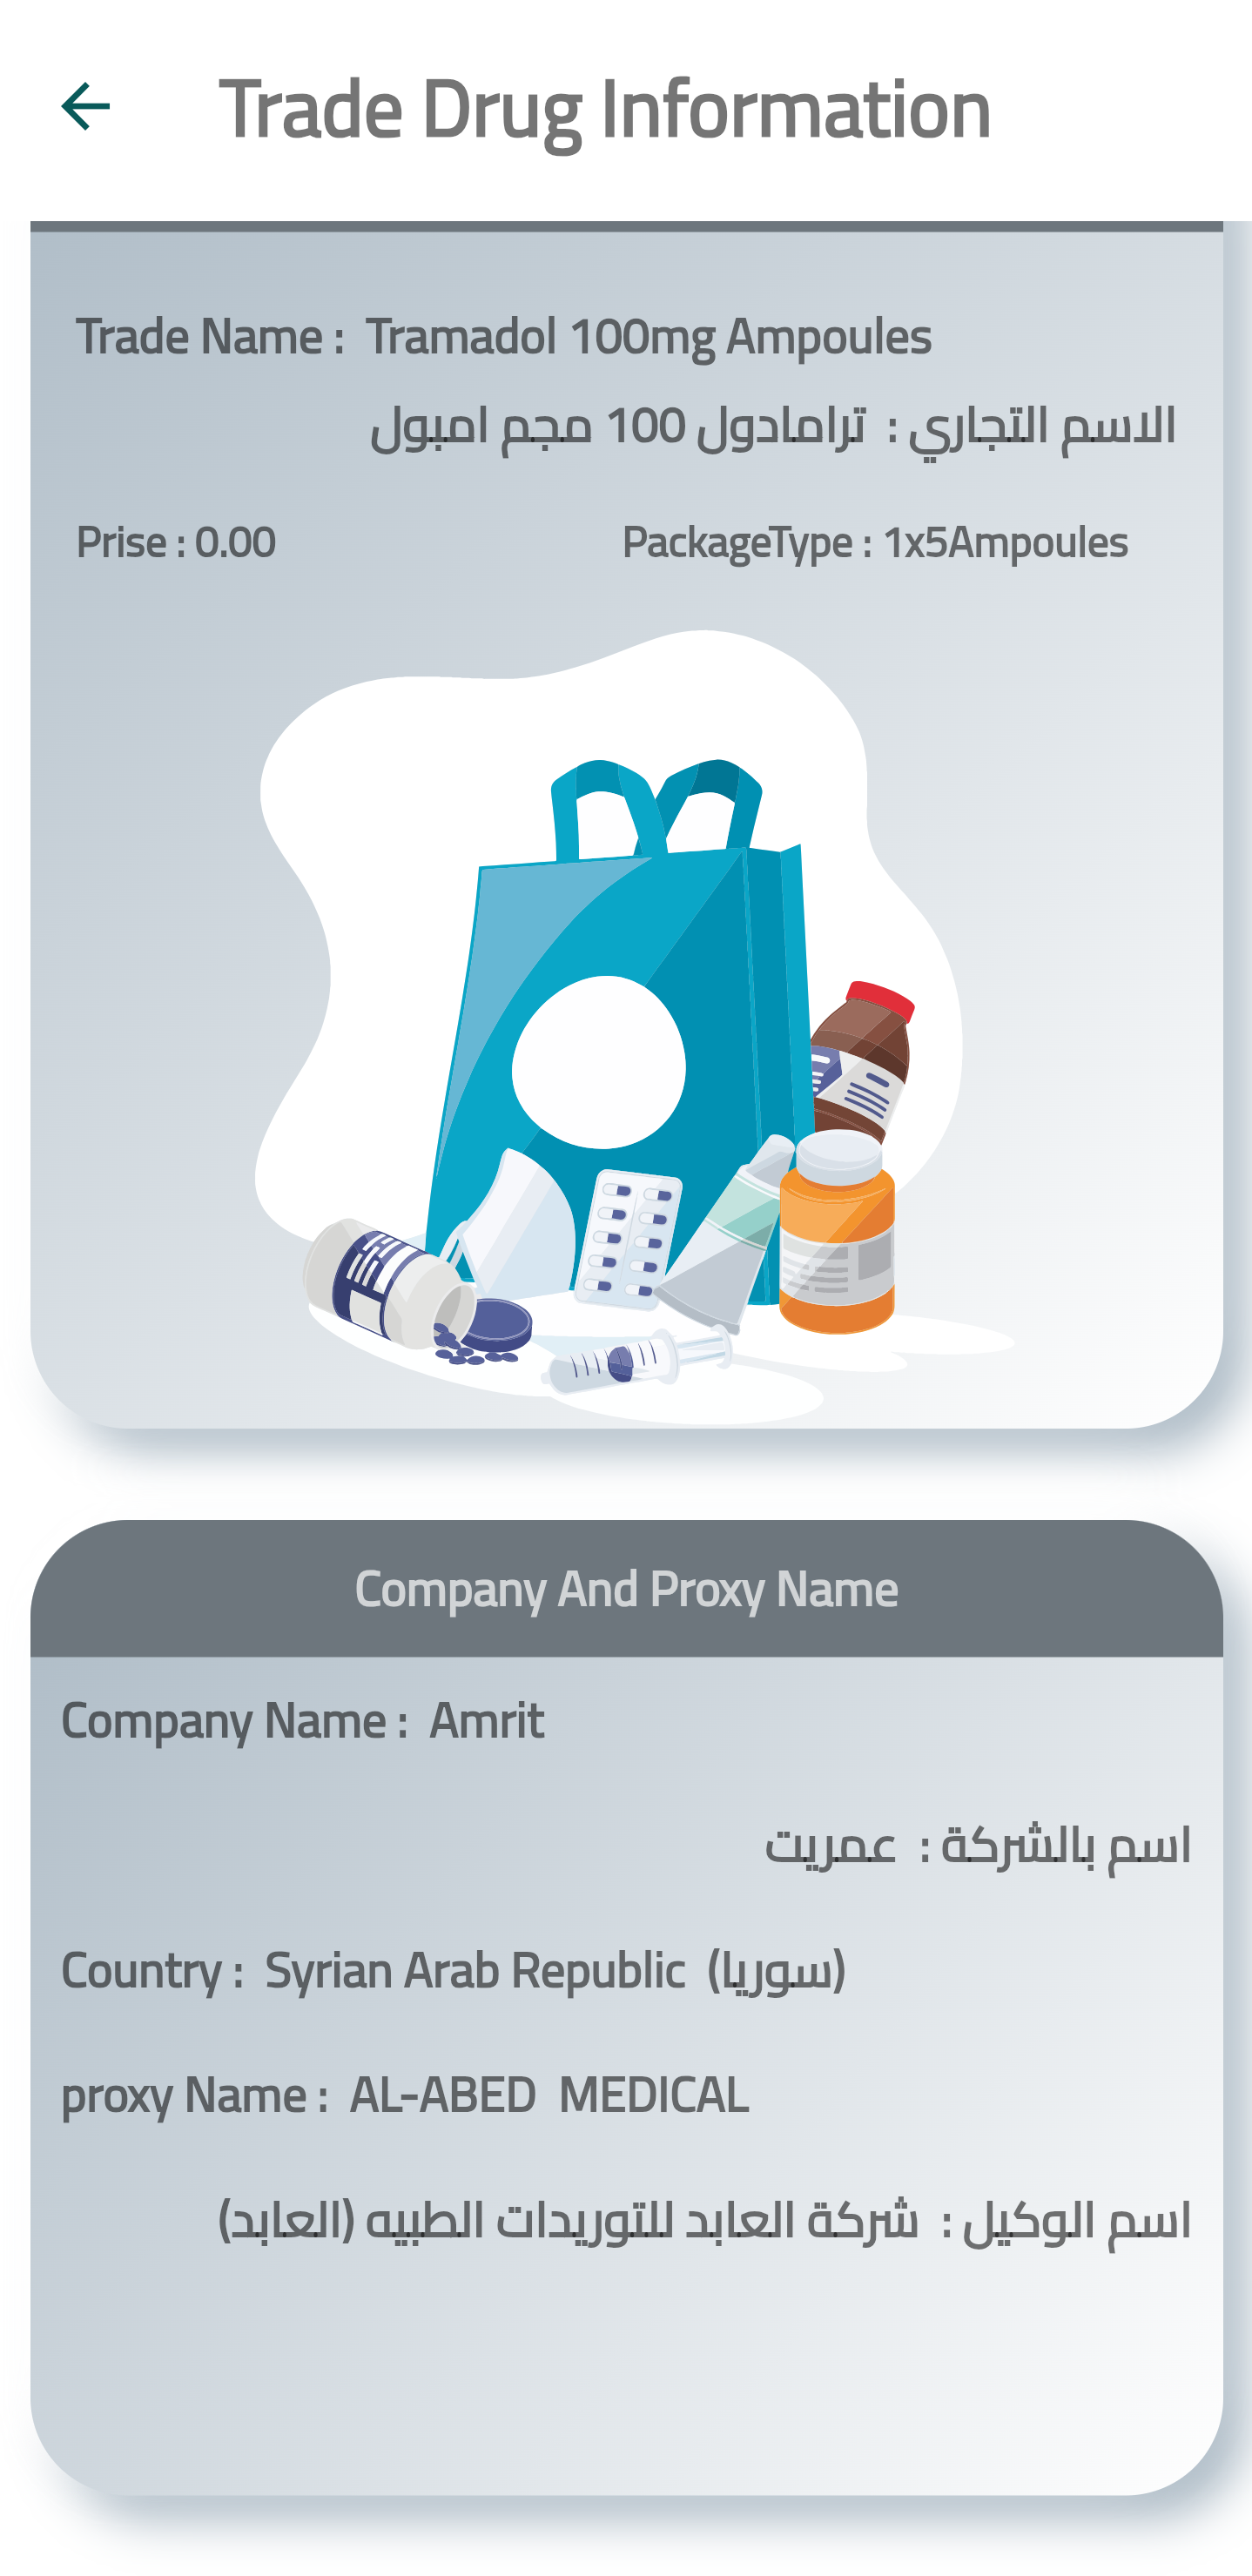 Trade Drug Information
Trade Name : Tramadol 100mg Ampoules
الاسم التجاري : ترامادول 100 مجم امبول
Prise : 0.00
PackageType : 1x5Ampoules
Company And Proxy Name
Company Name : Amrit
اسم بالشركة : عمريت
Country : Syrian Arab Republic (سوريا)
proxy Name : AL-ABED MEDICAL
اسم الوكيل : شركة العابد للتوريدات الطبيه (العابد)